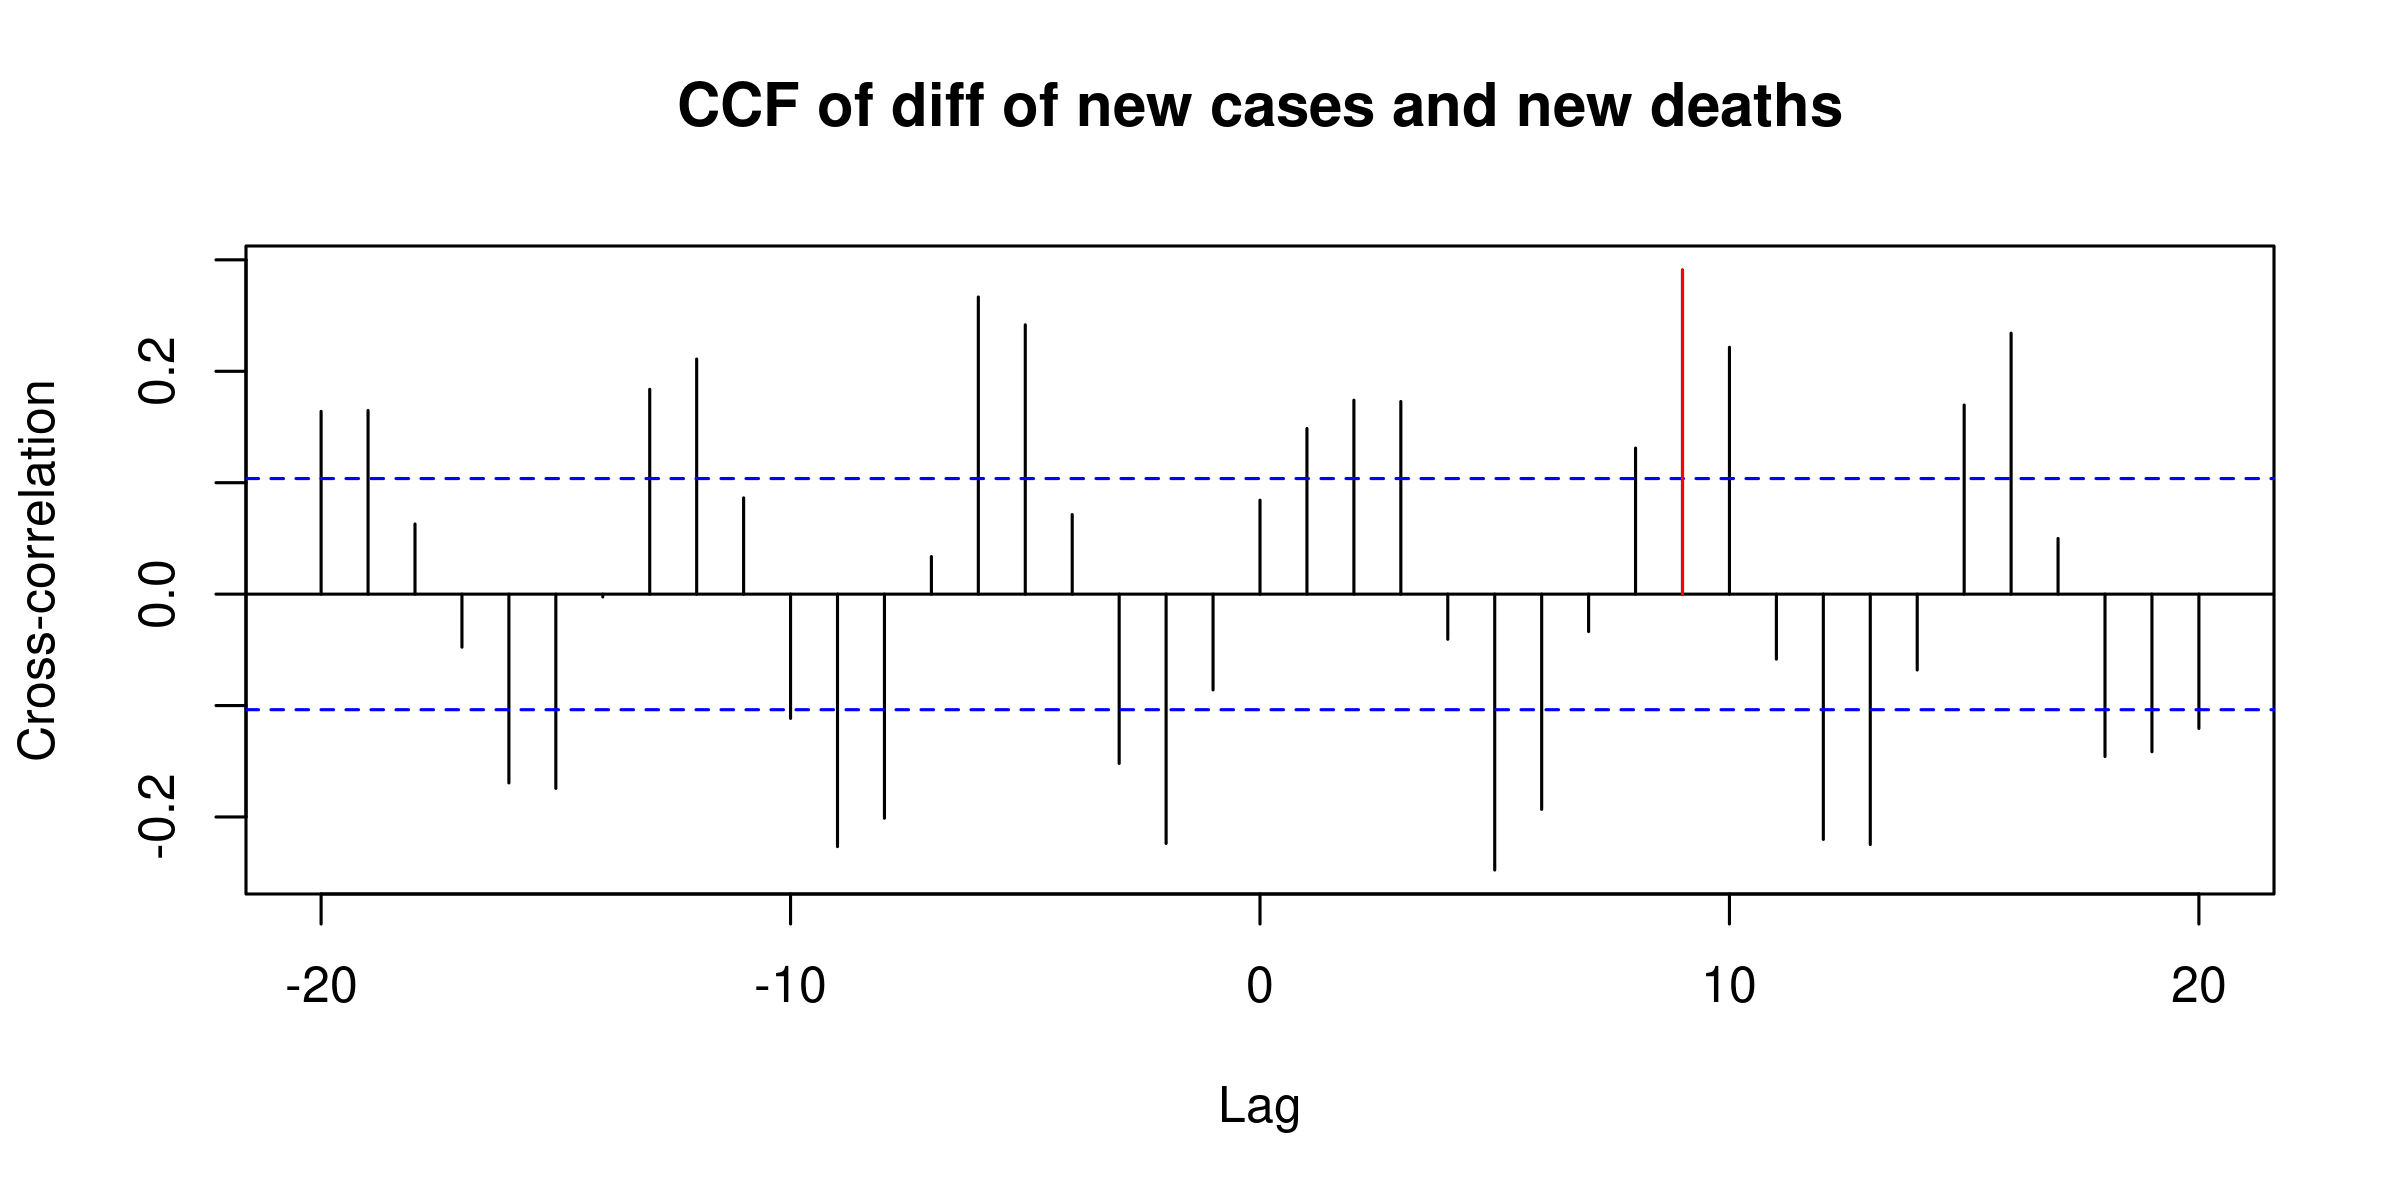 CCF of diff of new cases and new deaths
Cross-correlation
0.2
0.0
-0.2
-20 -10 0 10 20
Lag